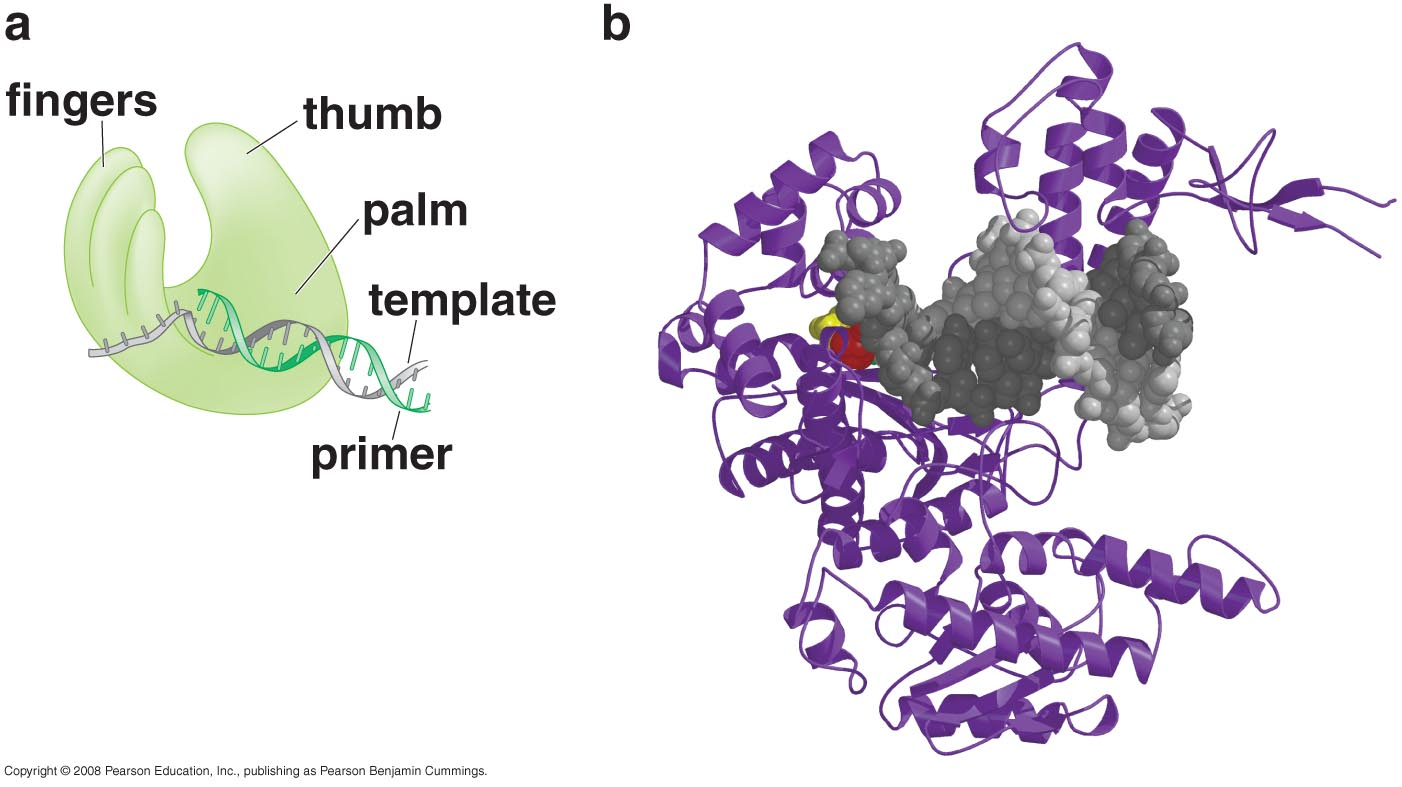 a
b
fingers
thumb
palm
template
primer
Copyright © 2008 Pearson Education, Inc., publishing as Pearson Benjamin Cummings.